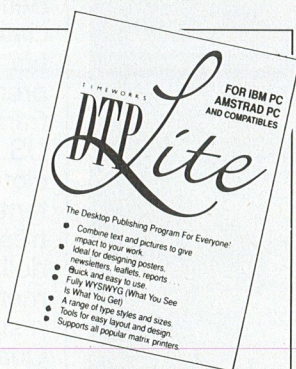 TIMEWORKS
DTP
Lite
FOR IBM PC
AMSTRAD PC
AND COMPATIBLES
The Desktop Publishing Program For Everyone!
● Combine text and pictures to give
impact to your work.
● Ideal for designing posters,
newsletters, leaflets, reports . . .
● Quick and easy to use.
● Fully WYSIWYG (What You See
Is What You Get)
● A range of type styles and sizes.
● Tools for easy layout and design.
● Supports all popular matrix printers.